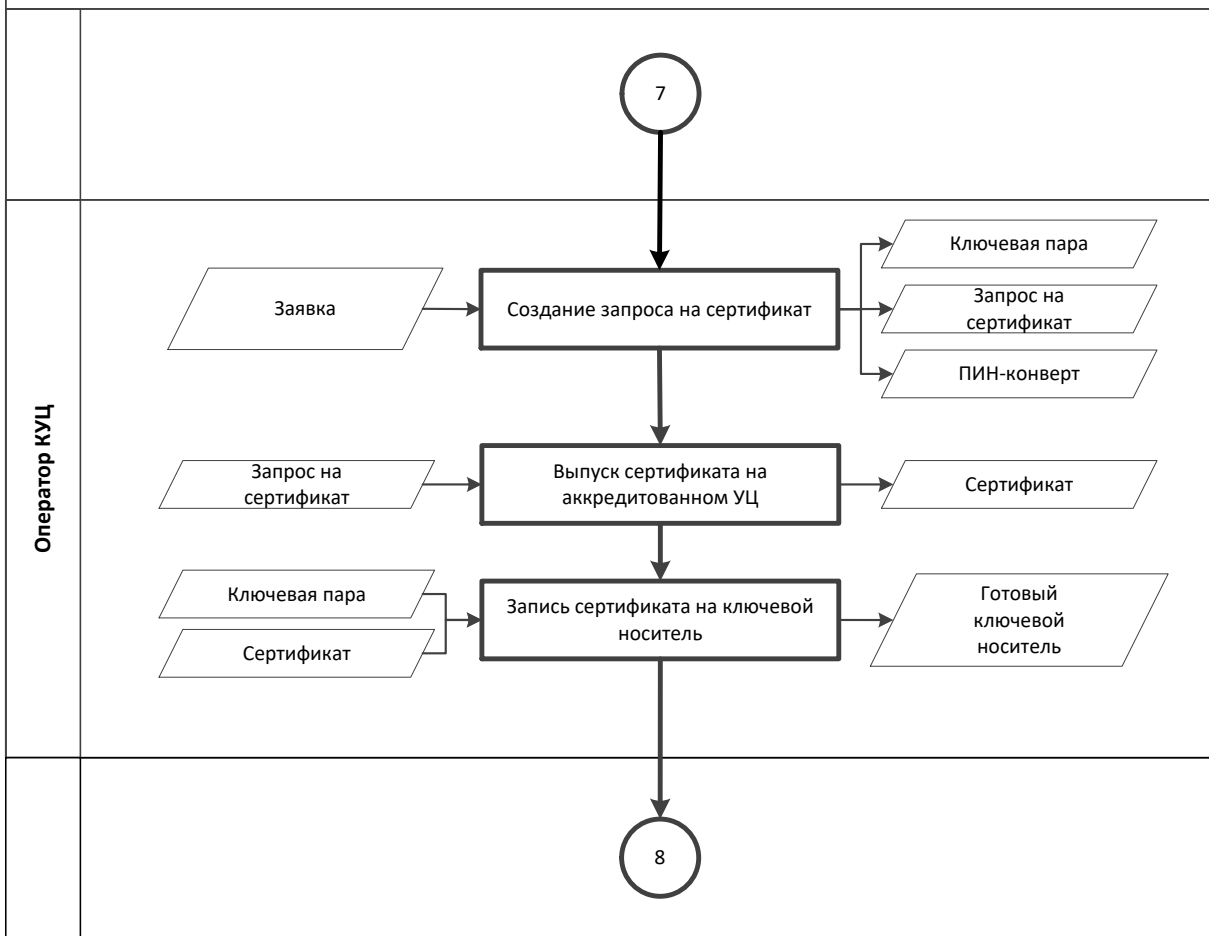 7
Оператор КУЦ
Заявка
Создание запроса на сертификат
Ключевая пара
Запрос на
сертификат
ПИН-конверт
Запрос на
сертификат
Выпуск сертификата на
аккредитованном УЦ
Сертификат
Ключевая пара
Сертификат
Запись сертификата на ключевой
носитель
Готовый
ключевой
носитель
8